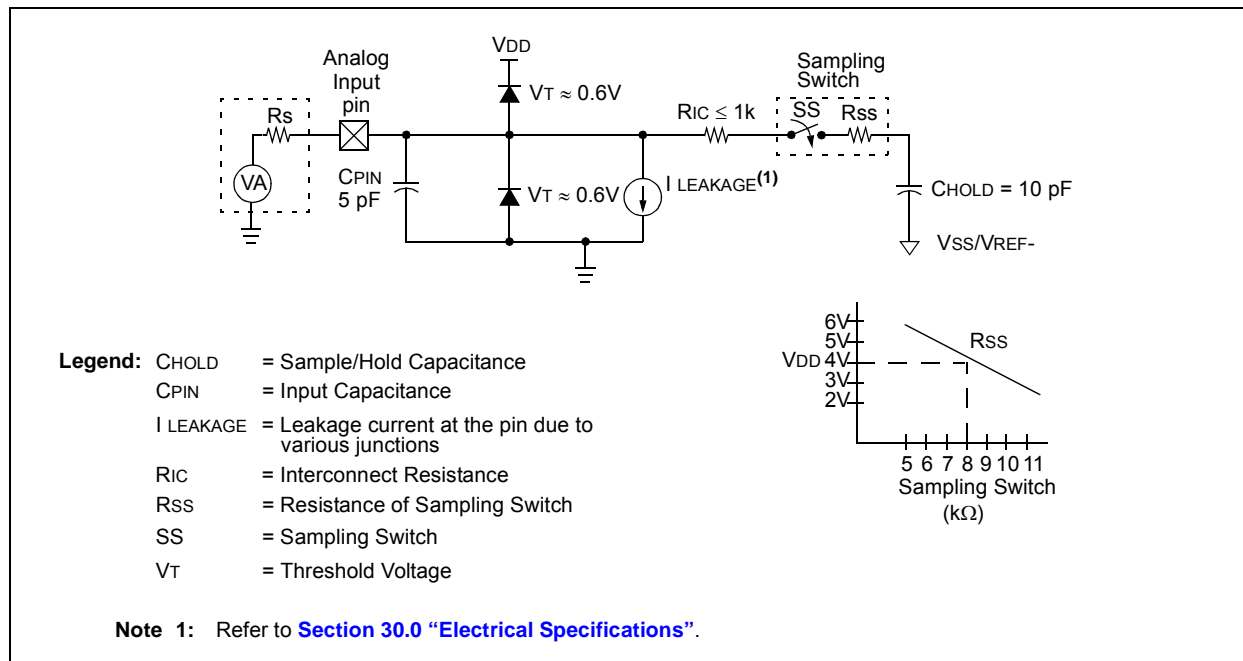 VDD
Analog
Input
pin
Sampling
Switch
VT ≈ 0.6V
Rs
RIC ≤ 1k
SS
Rss
VA
CPIN
5 pF
VT ≈ 0.6V
I LEAKAGE(1)
CHOLD = 10 pF
VSS/VREF-
6V
5V
VDD 4V
3V
2V
RSS
5 6 7 8 9 10 11
Sampling Switch
(kΩ)
Legend: CHOLD = Sample/Hold Capacitance
CPIN = Input Capacitance
I LEAKAGE = Leakage current at the pin due to
various junctions
RIC = Interconnect Resistance
RSS = Resistance of Sampling Switch
SS = Sampling Switch
VT = Threshold Voltage
Note 1: Refer to Section 30.0 “Electrical Specifications”.